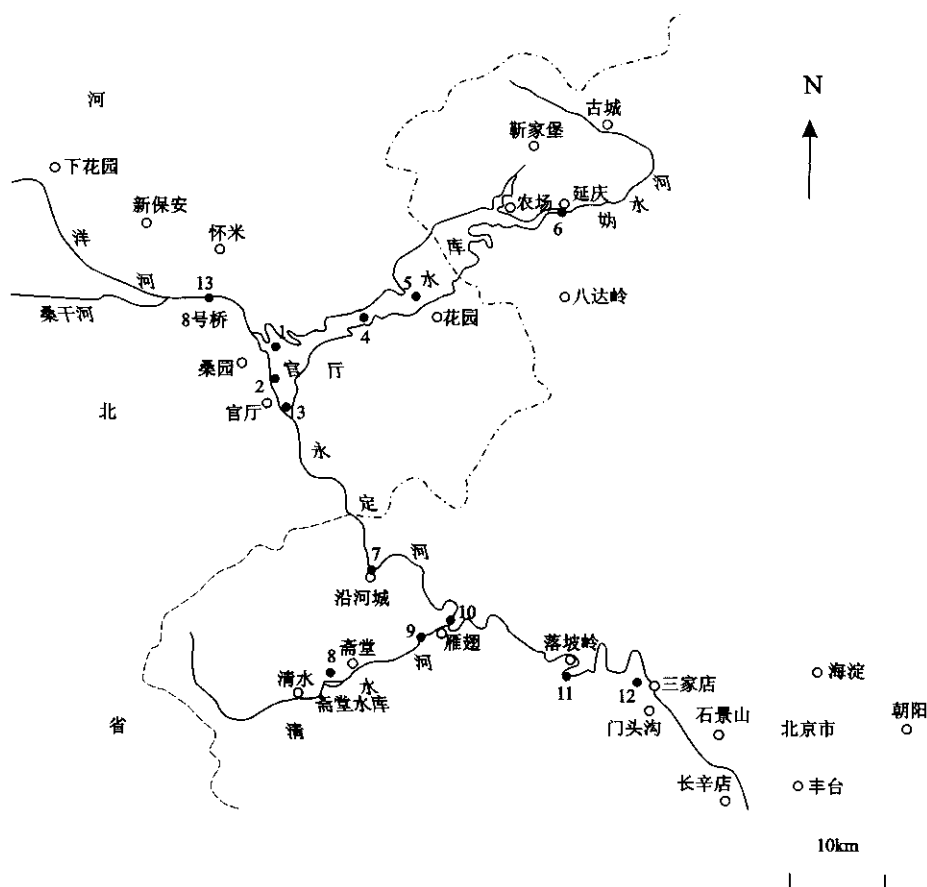 N
河
古城
靳家堡
下花园
农场
延庆
妫水河
6
新保安
怀米
洋河
13
8号桥
桑干河
水库
5
八达岭
花园
4
1
桑园
官厅
2
官厅
3
北
永定河
7
沿河城
10
9
雁翅
河
斋堂
8
清水
水
斋堂水库
清
落坡岭
11
12
三家店
海淀
省
门头沟
石景山
北京市
朝阳
长辛店
丰台
10km